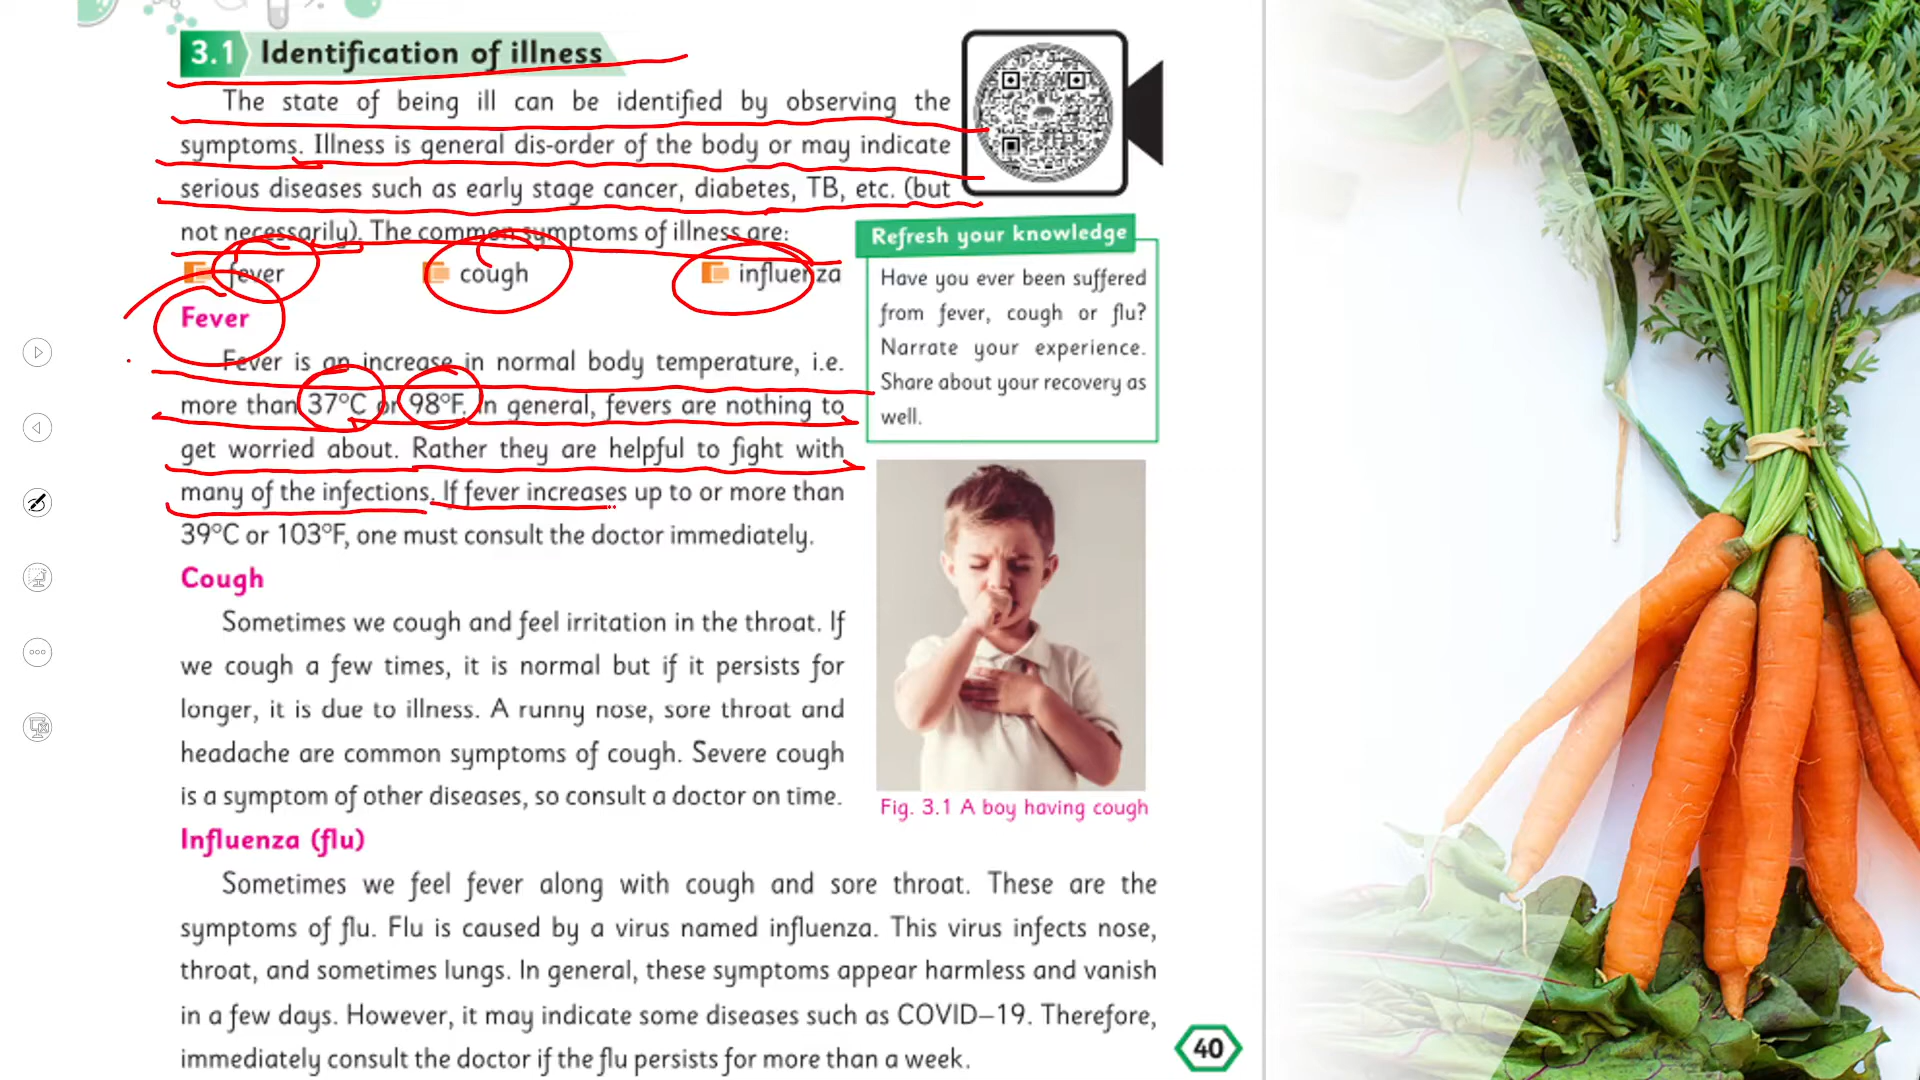 3.1 Identification of illness
The state of being ill can be identified by observing the
symptoms. Illness is general dis-order of the body or may indicate
serious diseases such as early stage cancer, diabetes, TB, etc. (but
not necessarily). The common symptoms of illness are:
fever cough influenza
Fever
Fever is an increase in normal body temperature, i.e.
more than 37°C or 98°F, in general, fevers are nothing to
get worried about. Rather they are helpful to fight with
many of the infections. If fever increases up to or more than
39°C or 103°F, one must consult the doctor immediately.
Cough
Sometimes we cough and feel irritation in the throat. If
we cough a few times, it is normal but if it persists for
longer, it is due to illness. A runny nose, sore throat and
headache are common symptoms of cough. Severe cough
is a symptom of other diseases, so consult a doctor on time.
Refresh your knowledge
Have you ever been suffered
from fever, cough or flu?
Narrate your experience.
Share about your recovery as
well.
Fig. 3.1 A boy having cough
Influenza (flu)
Sometimes we feel fever along with cough and sore throat. These are the
symptoms of flu. Flu is caused by a virus named influenza. This virus infects nose,
throat, and sometimes lungs. In general, these symptoms appear harmless and vanish
in a few days. However, it may indicate some diseases such as COVID–19. Therefore,
immediately consult the doctor if the flu persists for more than a week.
40